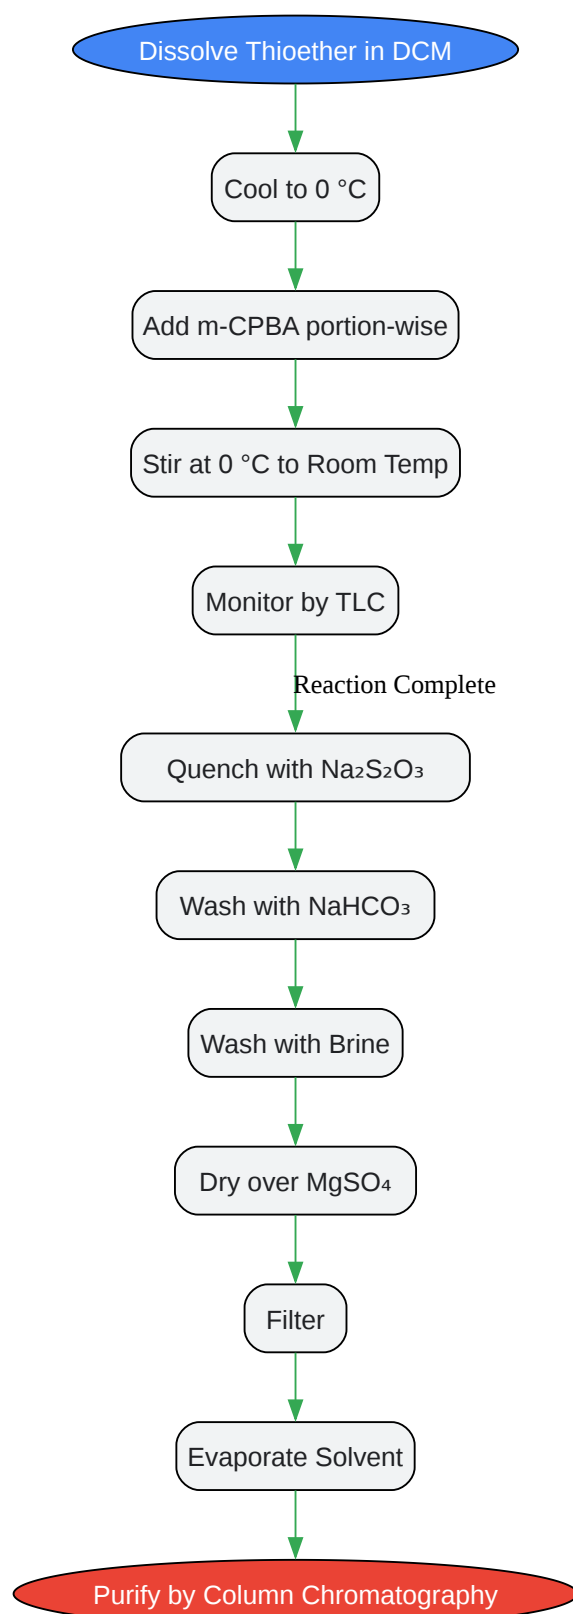 Dissolve Thioether in DCM
Cool to 0 °C
Add m-CPBA portion-wise
Stir at 0 °C to Room Temp
Monitor by TLC
Reaction Complete
Quench with Na₂S₂O₃
Wash with NaHCO₃
Wash with Brine
Dry over MgSO₄
Filter
Evaporate Solvent
Purify by Column Chromatography